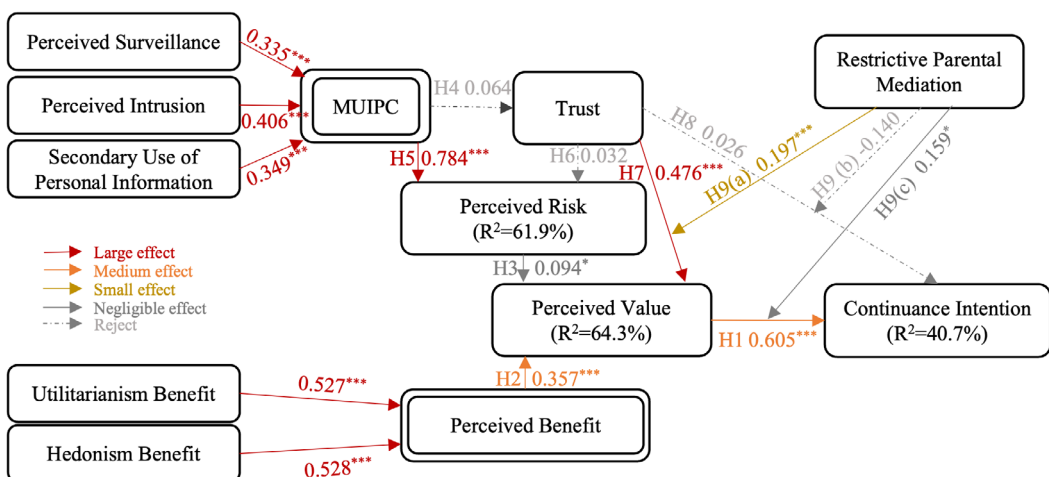 Perceived Surveillance
0.335***
Perceived Intrusion
0.406***
Secondary Use of
Personal Information
0.349***
MUIPC
H4 0.064
Trust
Restrictive Parental
Mediation
H5 0.784***
H6 0.032
H7 0.476***
H8 0.026
H9(a) 0.197***
H9 (b) -0.140
H9(c) 0.159*
Perceived Risk
(R²=61.9%)
Large effect
Medium effect
Small effect
Negligible effect
Reject
H3 0.094*
Perceived Value
(R²=64.3%)
H1 0.605***
Continuance Intention
(R²=40.7%)
H2 0.357***
Utilitarianism Benefit
0.527***
Perceived Benefit
Hedonism Benefit
0.528***